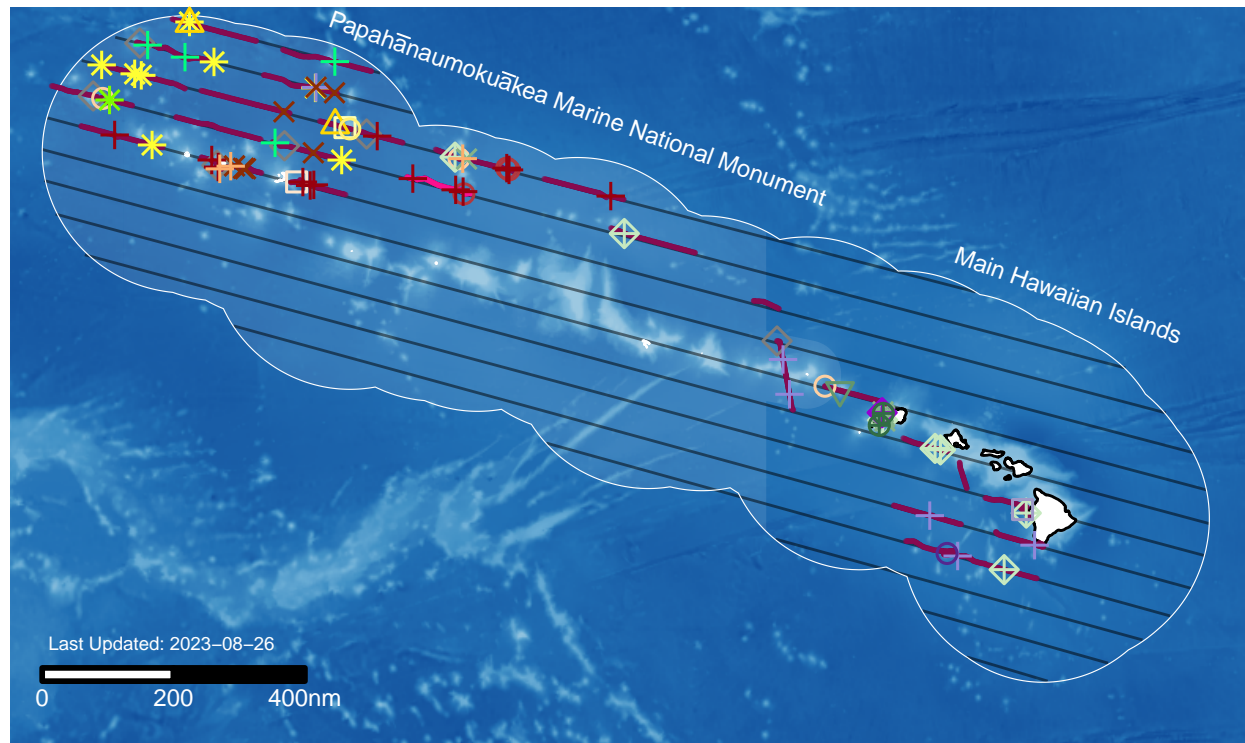 Papahānaumokuākea Marine National Monument
Main Hawaiian Islands
Last Updated: 2023−08−26
0 200 400nm